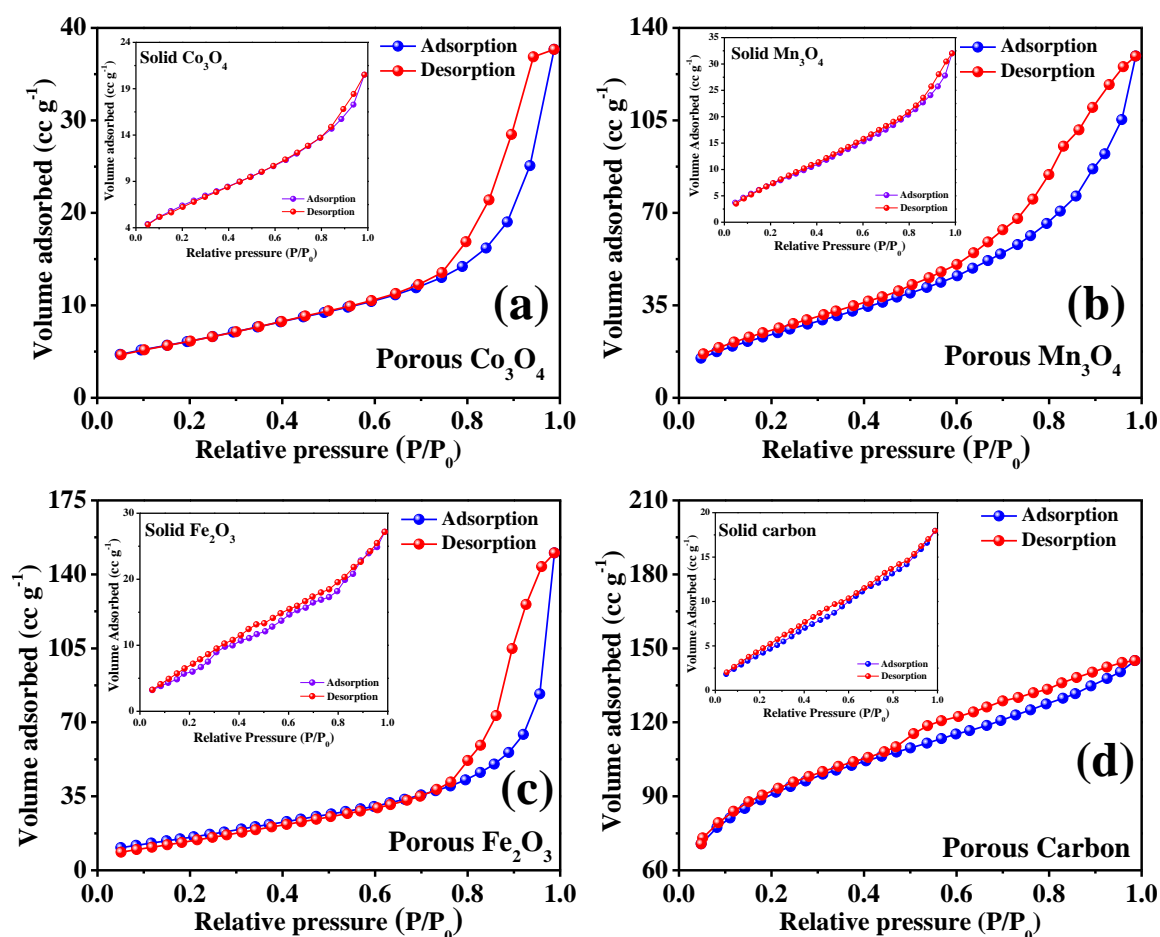 40
30
20
10
0
Volume adsorbed (cc g⁻¹)
Adsorption
Desorption
Solid Co₃O₄
24
19
14
9
4
Volume adsorbed (cc g⁻¹)
Adsorption
Desorption
0.0 0.2 0.4 0.6 0.8 1.0
Relative pressure (P/P₀)
(a)
Porous Co₃O₄
0.0 0.2 0.4 0.6 0.8 1.0
Relative pressure (P/P₀)
140
105
70
35
0
Volume adsorbed (cc g⁻¹)
Adsorption
Desorption
Solid Mn₃O₄
35
30
25
20
15
10
5
0
Volume Adsorbed (cc g⁻¹)
Adsorption
Desorption
0.0 0.2 0.4 0.6 0.8 1.0
Relative Pressure (P/P₀)
(b)
Porous Mn₃O₄
0.0 0.2 0.4 0.6 0.8 1.0
Relative pressure (P/P₀)
175
140
105
70
35
0
Volume adsorbed (cc g⁻¹)
Adsorption
Desorption
Solid Fe₂O₃
30
20
10
0
Volume Adsorbed (cc g⁻¹)
Adsorption
Desorption
0.0 0.2 0.4 0.6 0.8 1.0
Relative Pressure (P/P₀)
(c)
Porous Fe₂O₃
0.0 0.2 0.4 0.6 0.8 1.0
Relative pressure (P/P₀)
210
180
150
120
90
60
Volume adsorbed (cc g⁻¹)
Adsorption
Desorption
Solid carbon
20
15
10
5
0
Volume Adsorbed (cc g⁻¹)
Adsorption
Desorption
0.0 0.2 0.4 0.6 0.8 1.0
Relative Pressure (P/P₀)
(d)
Porous Carbon
0.0 0.2 0.4 0.6 0.8 1.0
Relative pressure (P/P₀)